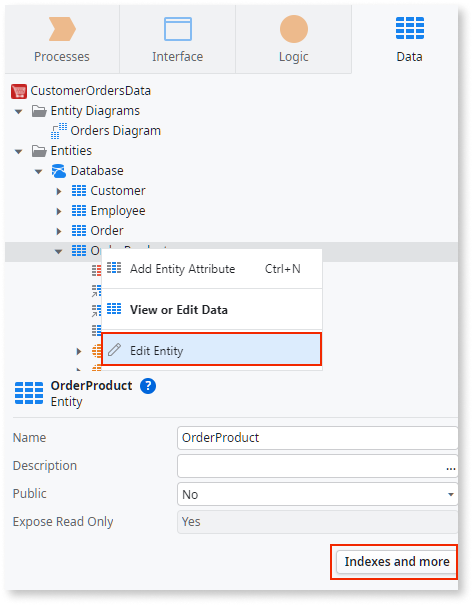 Processes
Interface
Logic
Data
CustomerOrdersData
Entity Diagrams
Orders Diagram
Entities
Database
Customer
Employee
Order
OrderProduct
Add Entity Attribute Ctrl+N
View or Edit Data
Edit Entity
OrderProduct ?
Entity
Name OrderProduct
Description ...
Public No
Expose Read Only Yes
Indexes and more